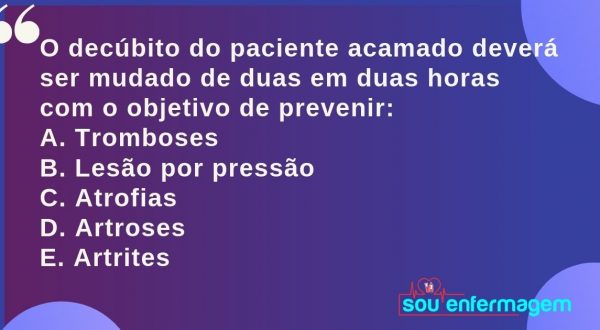 “
O decúbito do paciente acamado deverá
ser mudado de duas em duas horas
com o objetivo de prevenir:
A. Tromboses
B. Lesão por pressão
C. Atrofias
D. Artroses
E. Artrites
sou enfermagem